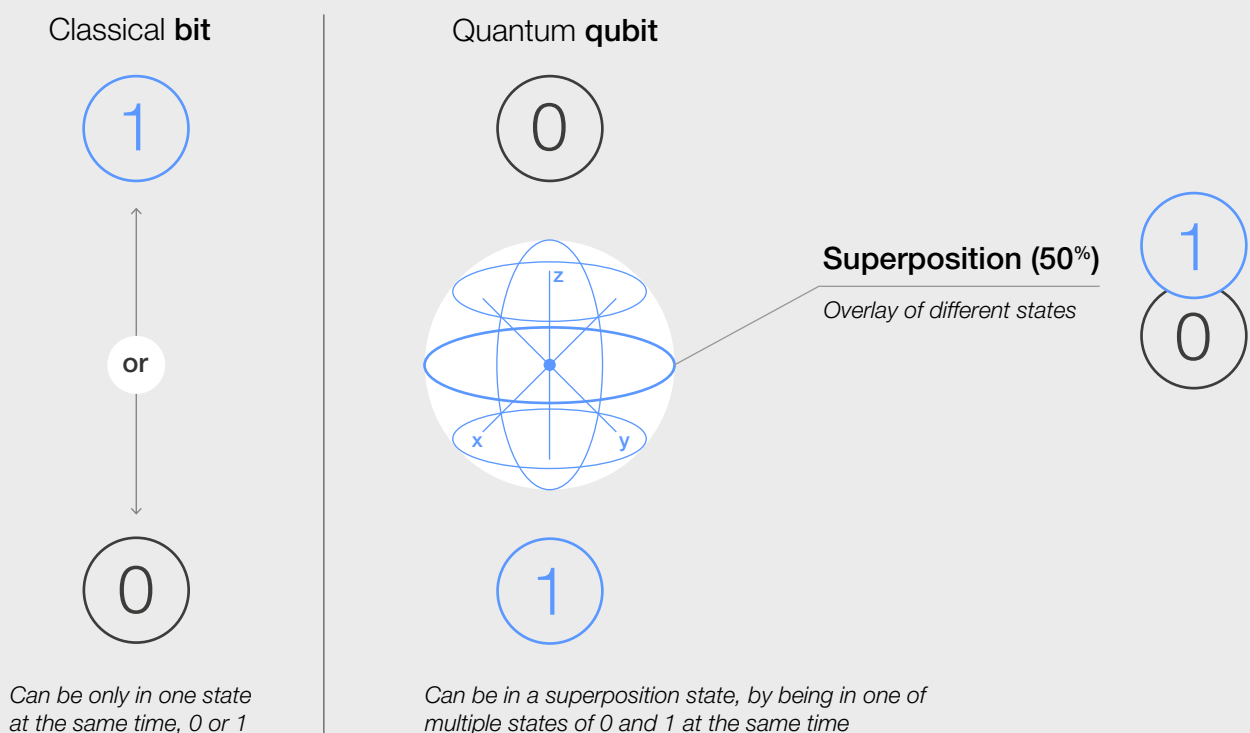 Classical bit
1
or
0
Can be only in one state
at the same time, 0 or 1
Quantum qubit
0
z
x
y
1
Can be in a superposition state, by being in one of
multiple states of 0 and 1 at the same time
Superposition (50%)
Overlay of different states
1
0